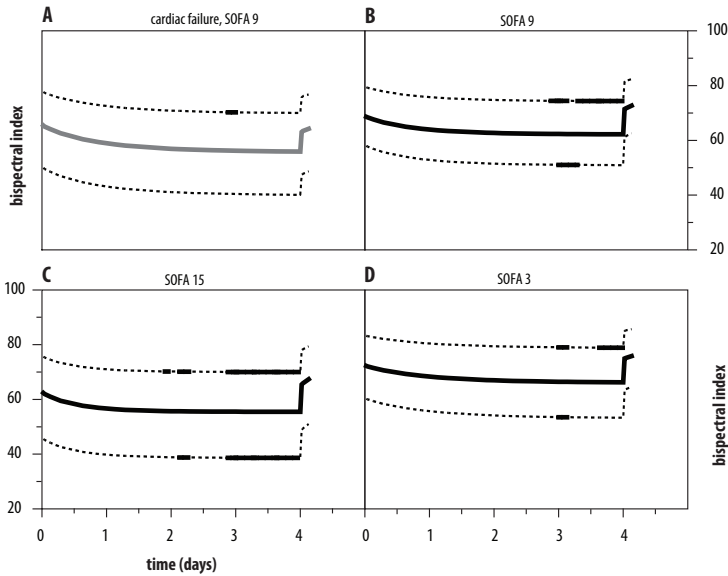 A
cardiac failure, SOFA 9
B
SOFA 9
100
80
60
40
20
bispectral index
C
SOFA 15
D
SOFA 3
100
80
60
40
20
bispectral index
0 1 2 3 4 0 1 2 3 4
time (days)